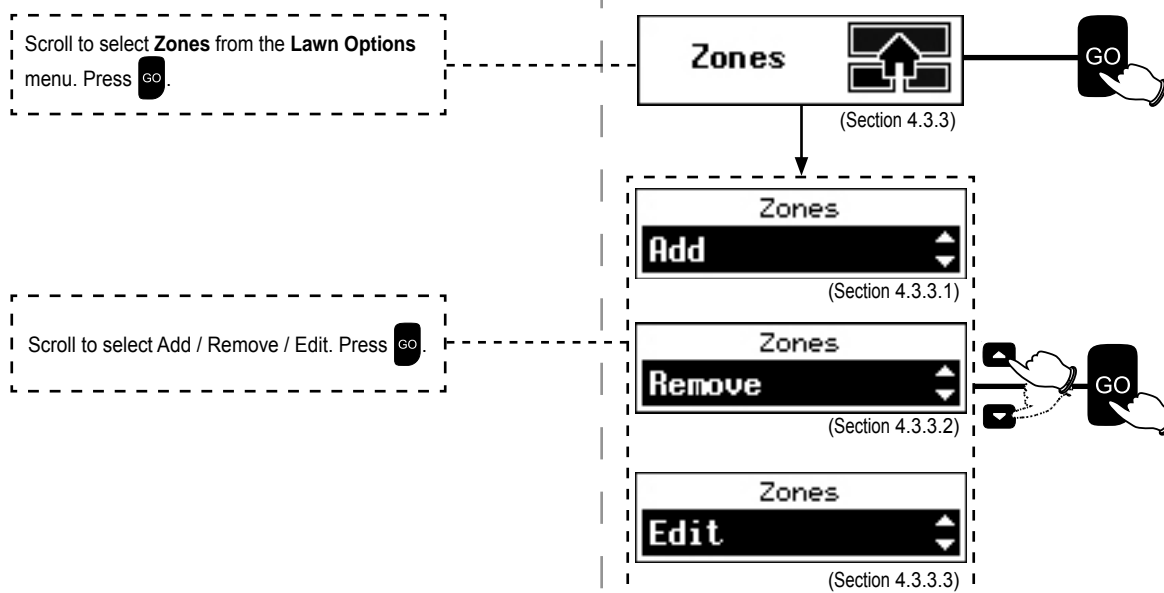 Scroll to select Zones from the Lawn Options
menu. Press GO.
Zones
GO
(Section 4.3.3)
Zones
Add
(Section 4.3.3.1)
Scroll to select Add / Remove / Edit. Press GO.
Zones
Remove
GO
(Section 4.3.3.2)
Zones
Edit
(Section 4.3.3.3)